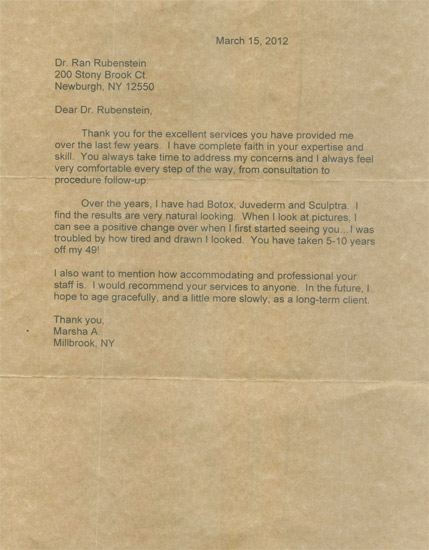 March 15, 2012
Dr. Ran Rubenstein
200 Stony Brook Ct.
Newburgh, NY 12550
Dear Dr. Rubenstein,
Thank you for the excellent services you have provided me
over the last few years. I have complete faith in your expertise and
skill. You always take time to address my concerns and I always feel
very comfortable every step of the way, from consultation to
procedure follow-up.
Over the years, I have had Botox, Juvederm and Sculptra. I
find the results are very natural looking. When I look at pictures, I
can see a positive change over when I first started seeing you...I was
troubled by how tired and drawn I looked. You have taken 5-10 years
off my 49!
I also want to mention how accommodating and professional your
staff is. I would recommend your services to anyone. In the future, I
hope to age gracefully, and a little more slowly, as a long-term client.
Thank you,
Marsha A.
Millbrook, NY